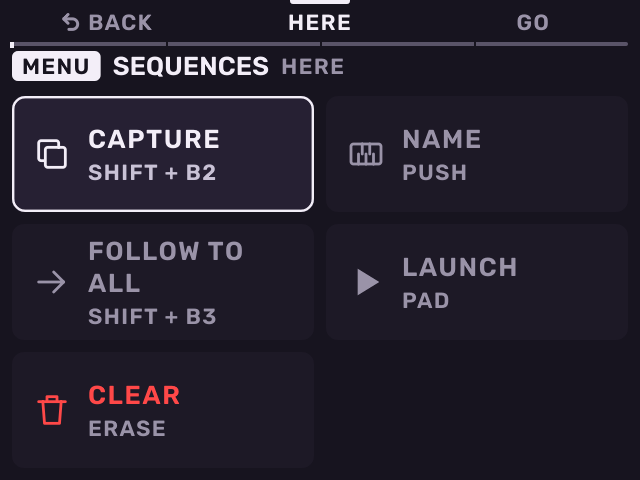 BACK
HERE
GO
MENU SEQUENCES HERE
CAPTURE
SHIFT + B2
NAME
PUSH
FOLLOW TO
ALL
SHIFT + B3
LAUNCH
PAD
CLEAR
ERASE